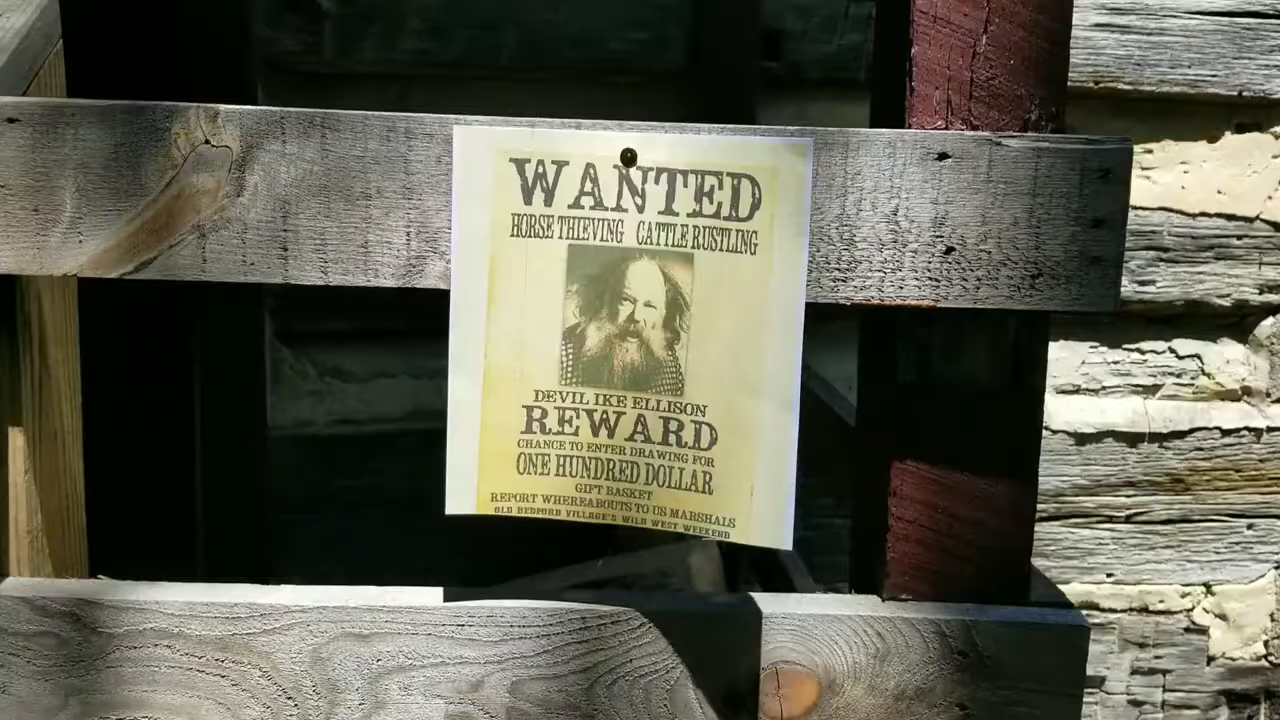 WANTED
HORSE THIEVING CATTLE RUSTLING
DEVIL IKE ELLISON
REWARD
CHANCE TO ENTER DRAWING FOR
ONE HUNDRED DOLLAR
GIFT BASKET
REPORT WHEREABOUTS TO US MARSHALS
OLD BEDFORD VILLAGE'S WILD WEST WEEKEND